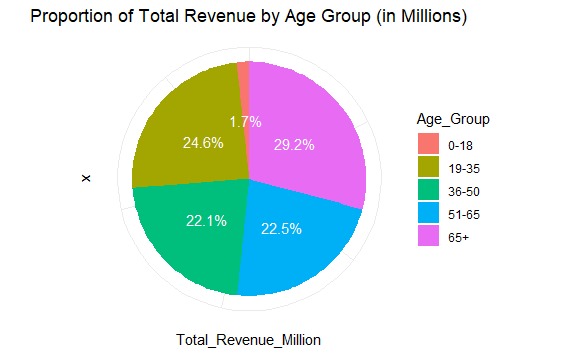 Proportion of Total Revenue by Age Group (in Millions)
1.7%
24.6%
29.2%
22.1%
22.5%
x
Total_Revenue_Million
Age_Group
0-18
19-35
36-50
51-65
65+